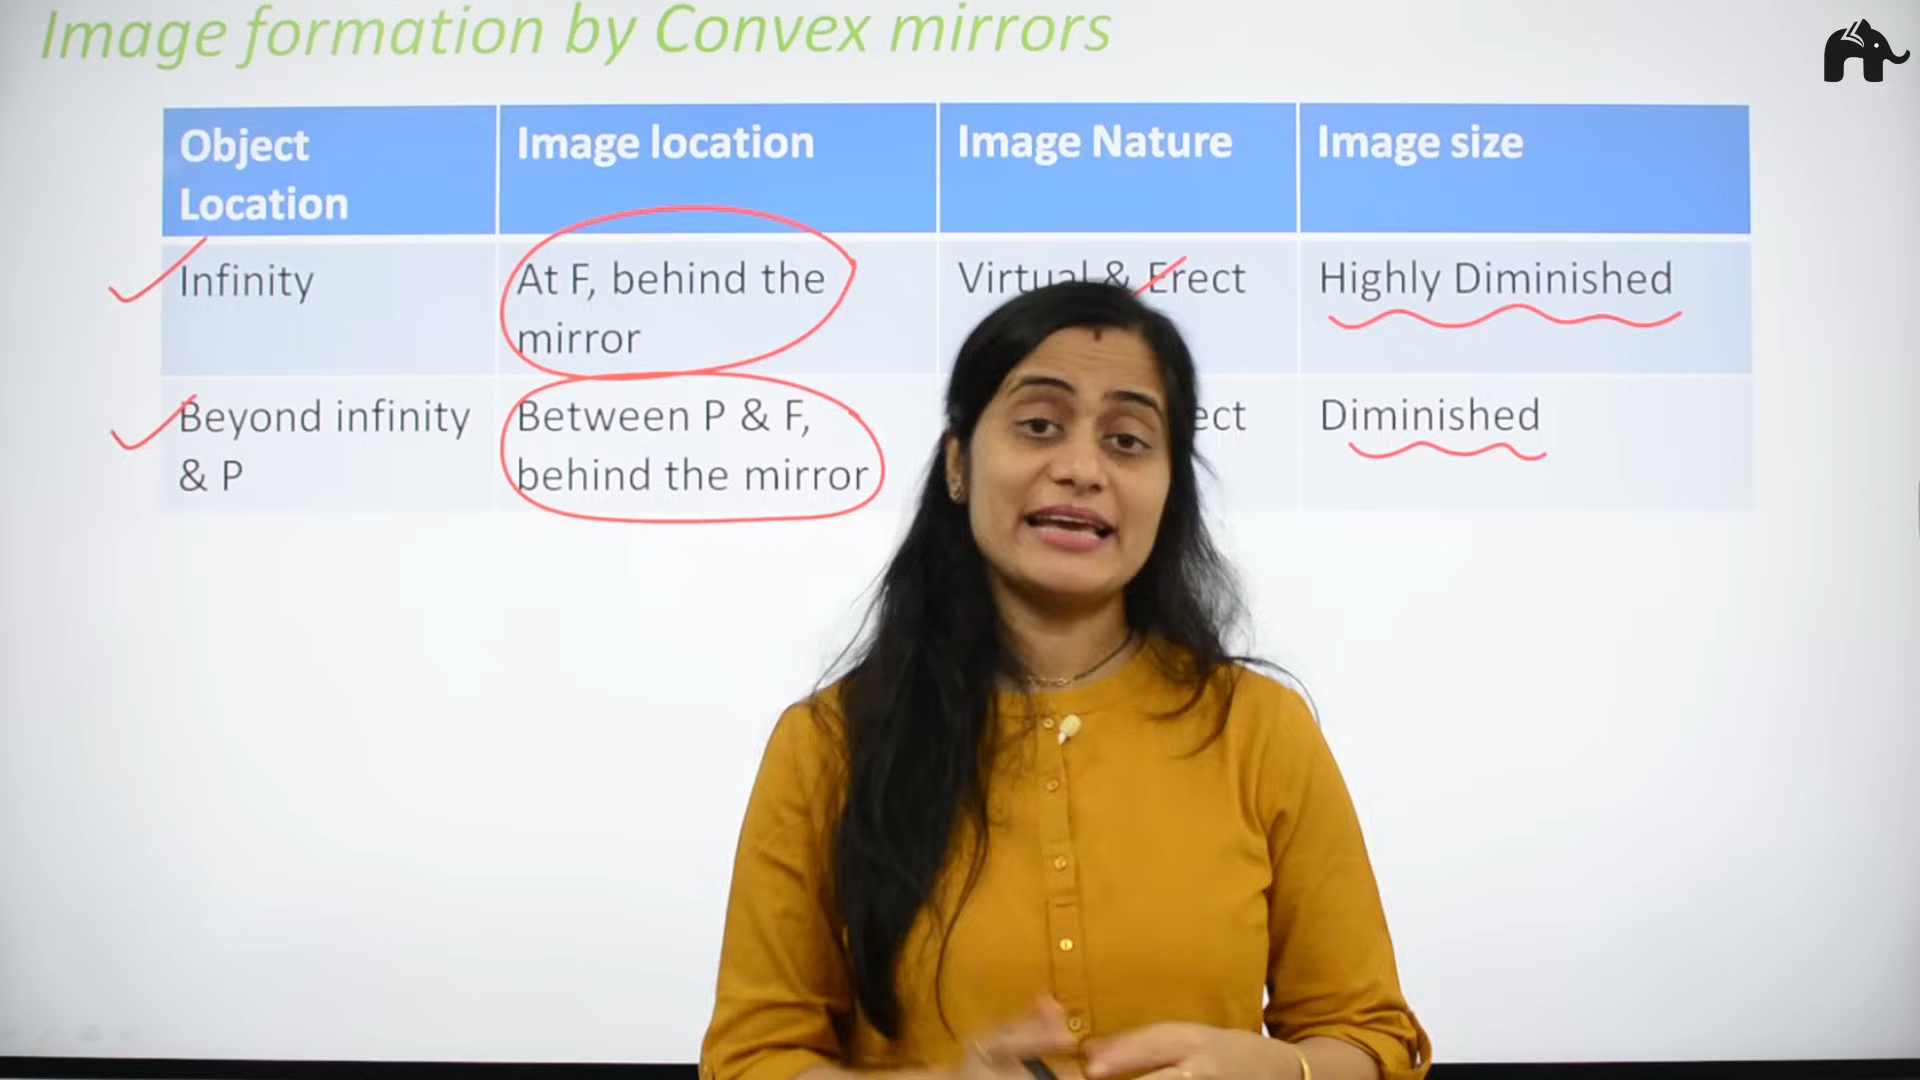 Image formation by Convex mirrors
Object
Location
Image location
Image Nature
Image size
Infinity
At F, behind the
mirror
Virtual & Erect
Highly Diminished
Beyond infinity
& P
Between P & F,
behind the mirror
Diminished